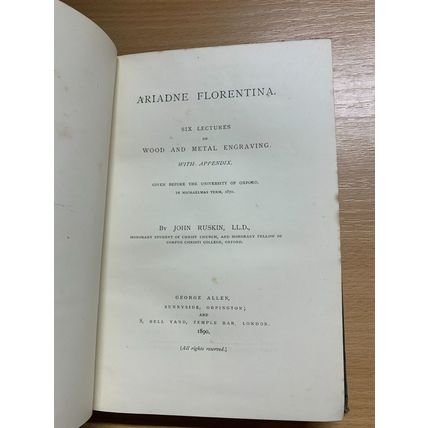 ARIADNE FLORENTINA.
SIX LECTURES
ON
WOOD AND METAL ENGRAVING.
WITH APPENDIX.
GIVEN BEFORE THE UNIVERSITY OF OXFORD,
IN MICHAELMAS TERM, 1872.
BY JOHN RUSKIN, LL.D.,
HONORARY STUDENT OF CHRIST CHURCH, AND HONORARY FELLOW OF
CORPUS CHRISTI COLLEGE, OXFORD.
GEORGE ALLEN,
SUNNYSIDE, ORPINGTON;
AND
8, BELL YARD, TEMPLE BAR, LONDON.
1890.
[All rights reserved.]